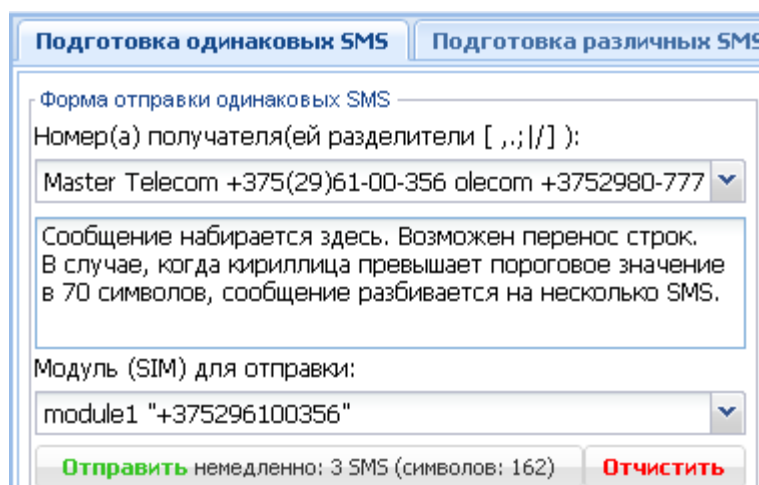 Подготовка одинаковых SMS Подготовка различных SMS
Форма отправки одинаковых SMS
Номер(а) получателя(ей разделители [ ,.;|/] ):
Master Telecom +375(29)61-00-356 olecom +3752980-777
Сообщение набирается здесь. Возможен перенос строк.
В случае, когда кириллица превышает пороговое значение
в 70 символов, сообщение разбивается на несколько SMS.
Модуль (SIM) для отправки:
module1 "+375296100356"
Отправить немедленно: 3 SMS (символов: 162) Отчистить